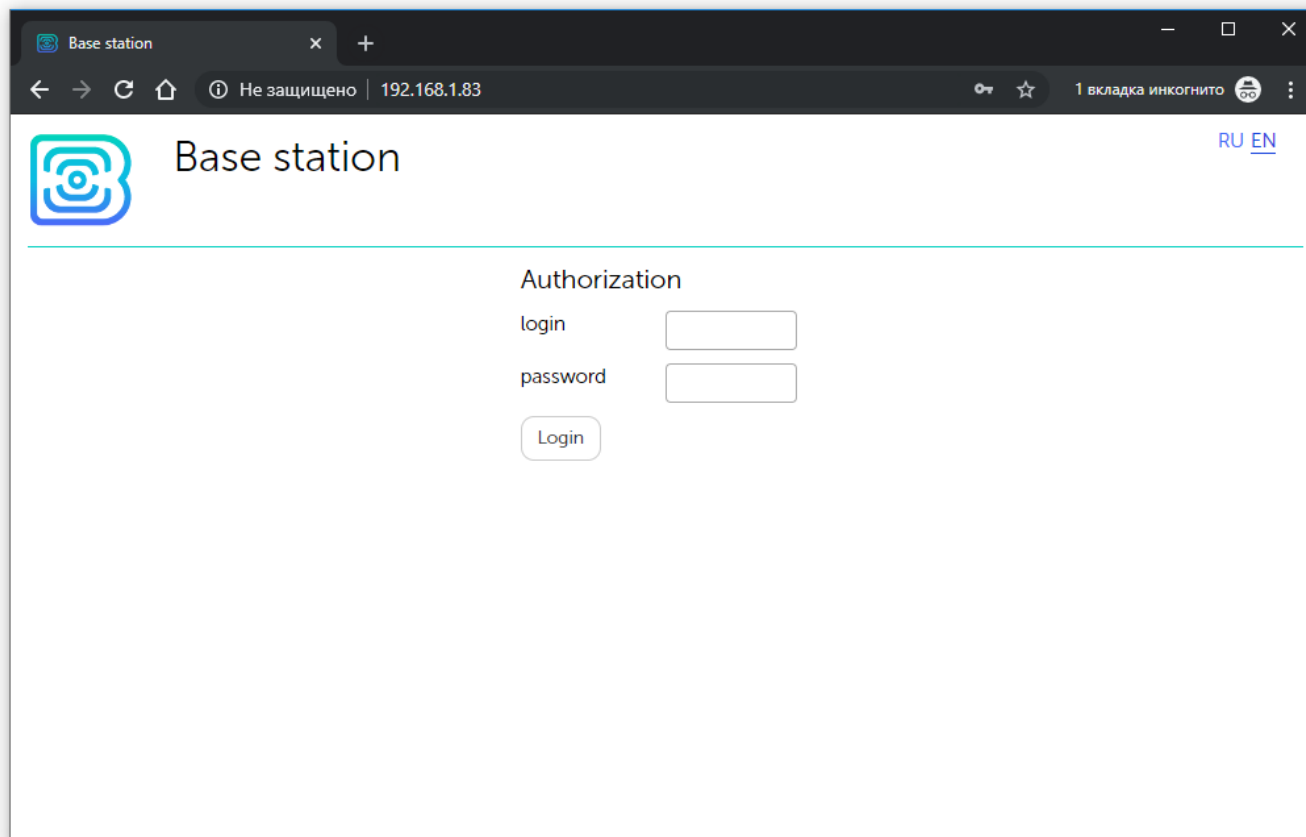 Base station
Не защищено 192.168.1.83 1 вкладка инкогнито
Base station RU EN
Authorization
login
password
Login